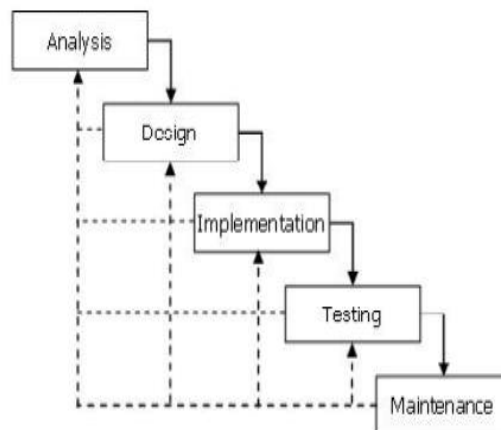 Analysis
Design
Implementation
Testing
Maintenance